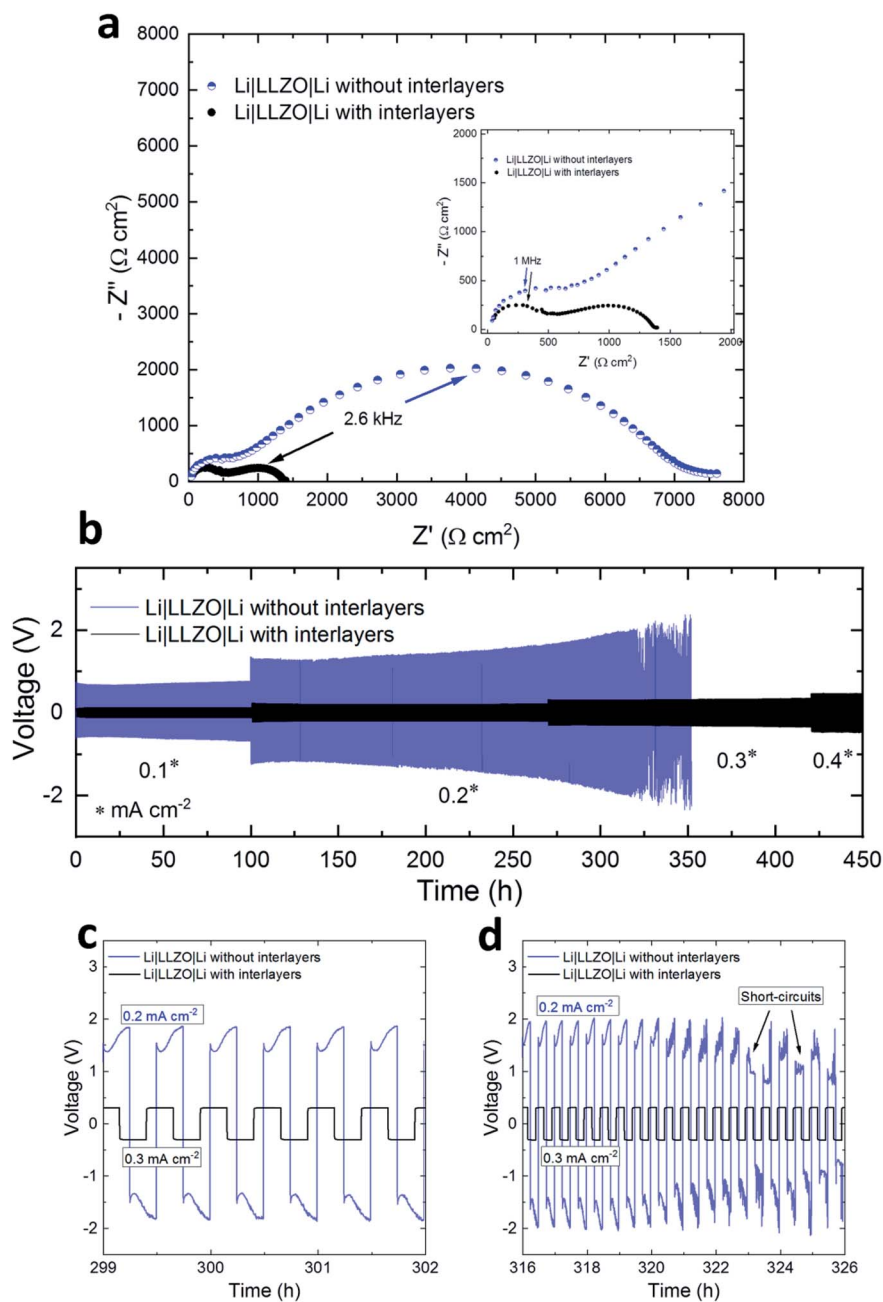 a
8000
7000
6000
5000
4000
3000
2000
1000
0
- Z'' (Ω cm²)
Li|LLZO|Li without interlayers
Li|LLZO|Li with interlayers
2.6 kHz
0 1000 2000 3000 4000 5000 6000 7000 8000
Z' (Ω cm²)
2000
1500
1000
500
0
- Z'' (Ω cm²)
Li|LLZO|Li without interlayers
Li|LLZO|Li with interlayers
1 MHz
0 500 1000 1500 2000
Z' (Ω cm²)
b
2
0
-2
Voltage (V)
Li|LLZO|Li without interlayers
Li|LLZO|Li with interlayers
0.1* 0.2* 0.3* 0.4*
* mA cm⁻²
0 50 100 150 200 250 300 350 400 450
Time (h)
c
3
2
1
0
-1
-2
Voltage (V)
Li|LLZO|Li without interlayers
Li|LLZO|Li with interlayers
0.2 mA cm⁻²
0.3 mA cm⁻²
299 300 301 302
Time (h)
d
3
2
1
0
-1
-2
Voltage (V)
Li|LLZO|Li without interlayers
Li|LLZO|Li with interlayers
0.2 mA cm⁻²
Short-circuits
0.3 mA cm⁻²
316 318 320 322 324 326
Time (h)